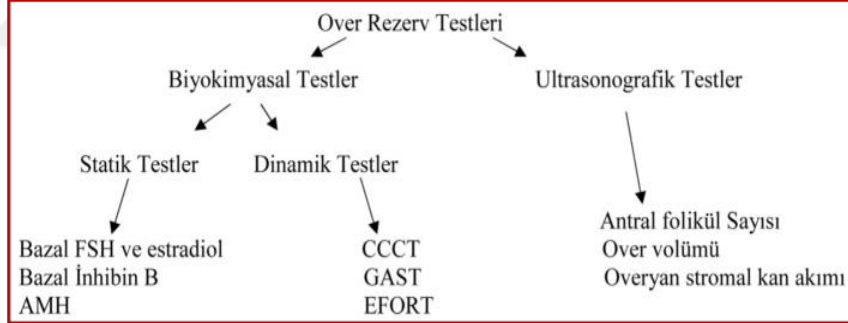 Over Rezerv Testleri
Biyokimyasal Testler
Ultrasonografik Testler
Statik Testler
Dinamik Testler
Bazal FSH ve estradiol
Bazal İnhibin B
AMH
CCCT
GAST
EFORT
Antral folikül Sayısı
Over volümü
Overyan stromal kan akımı